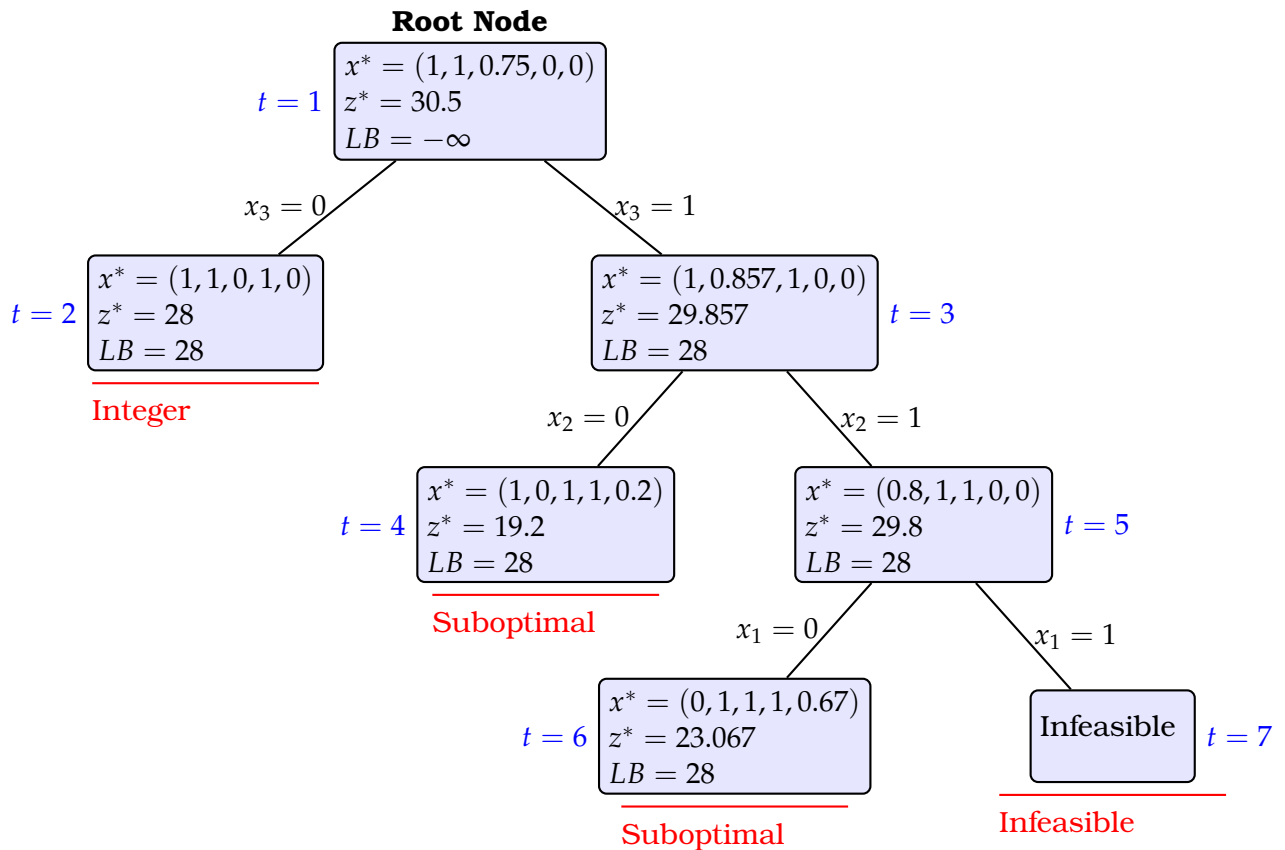 Root Node
t = 1
x* = (1, 1, 0.75, 0, 0)
z* = 30.5
LB = −∞
x₃ = 0
x₃ = 1
t = 2
x* = (1, 1, 0, 1, 0)
z* = 28
LB = 28
Integer
x* = (1, 0.857, 1, 0, 0)
z* = 29.857
LB = 28
t = 3
x₂ = 0
x₂ = 1
t = 4
x* = (1, 0, 1, 1, 0.2)
z* = 19.2
LB = 28
Suboptimal
x* = (0.8, 1, 1, 0, 0)
z* = 29.8
LB = 28
t = 5
x₁ = 0
x₁ = 1
t = 6
x* = (0, 1, 1, 1, 0.67)
z* = 23.067
LB = 28
Suboptimal
Infeasible
t = 7
Infeasible